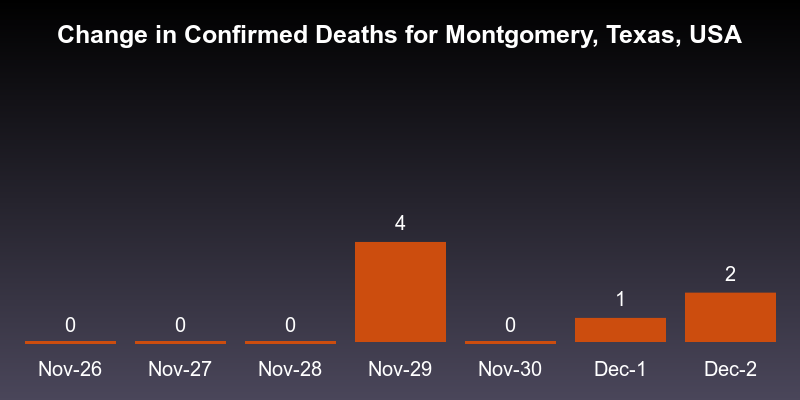 Change in Confirmed Deaths for Montgomery, Texas, USA
4
2
1
0 0 0 0
Nov-26 Nov-27 Nov-28 Nov-29 Nov-30 Dec-1 Dec-2